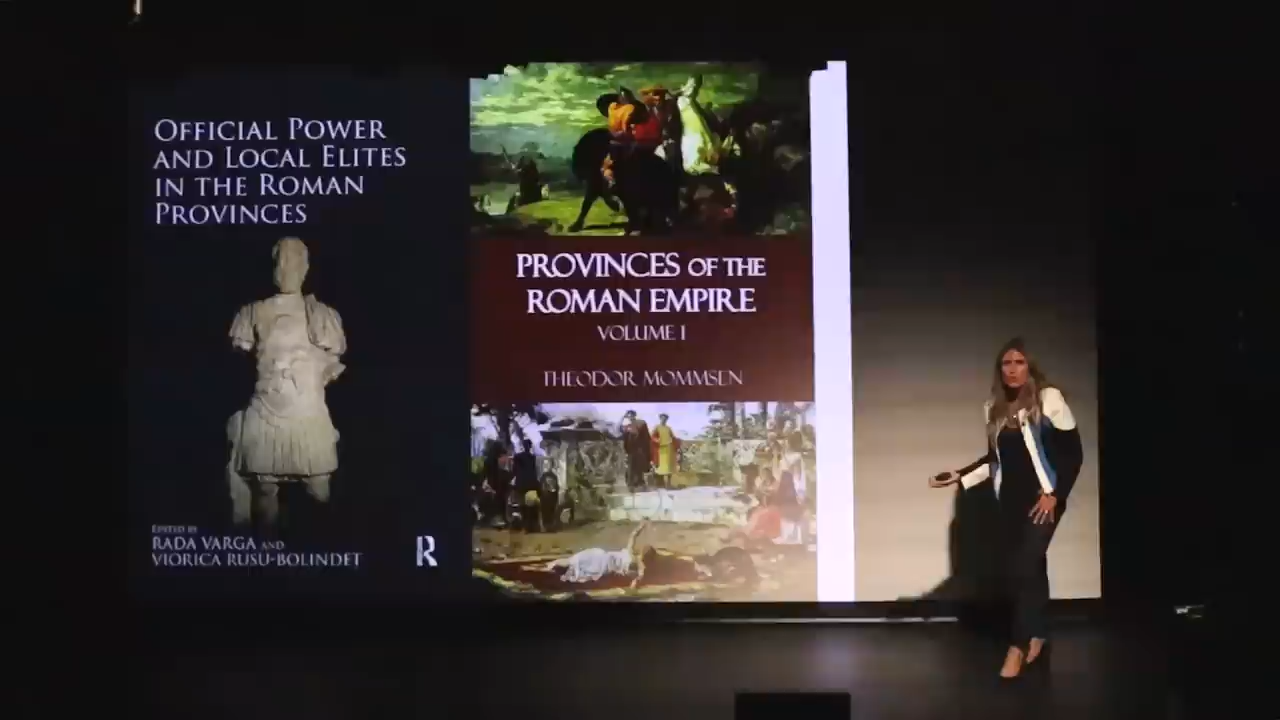 OFFICIAL POWER
AND LOCAL ELITES
IN THE ROMAN
PROVINCES
EDITED BY
RADA VARGA AND
VIORICA RUSU-BOLINDEȚ
R
PROVINCES OF THE
ROMAN EMPIRE
VOLUME I
THEODOR MOMMSEN